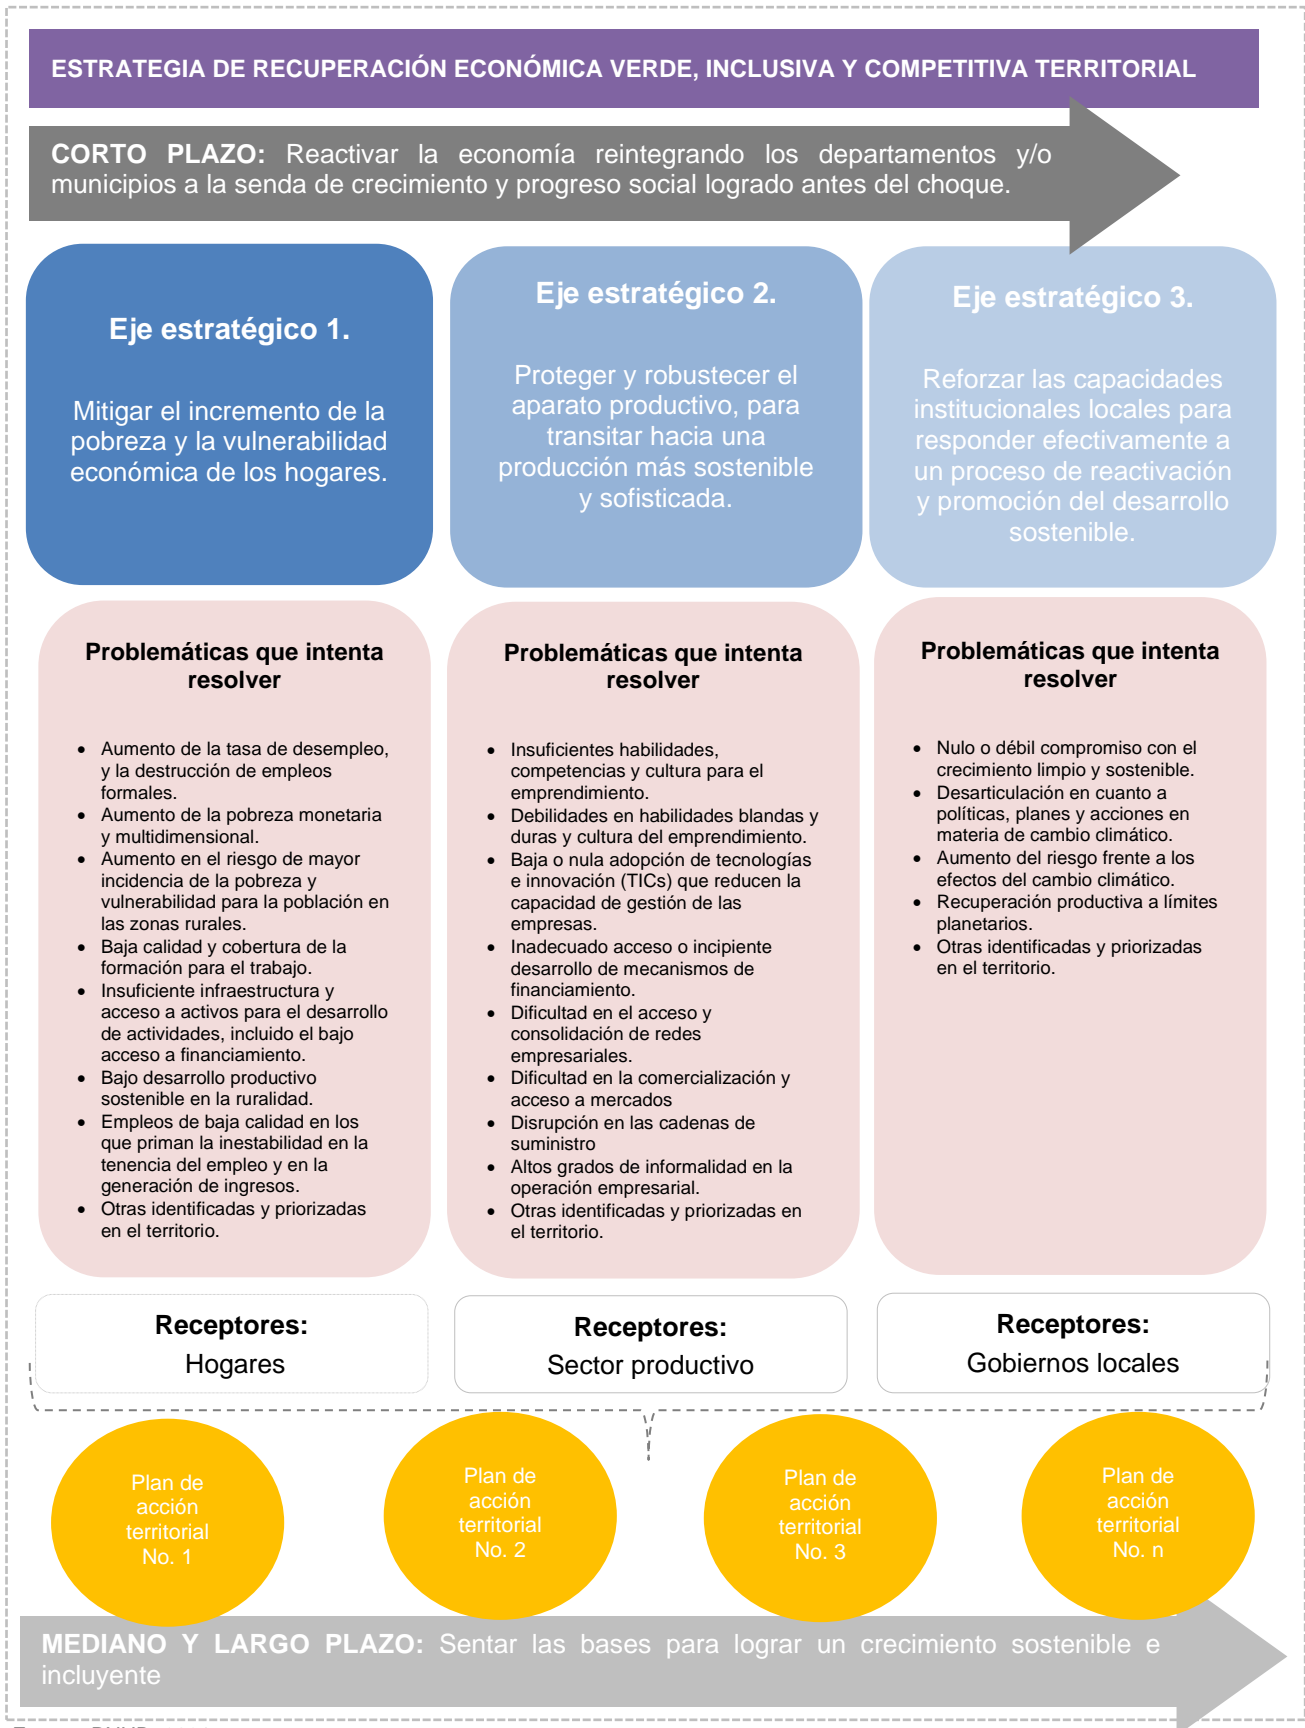 ESTRATEGIA DE RECUPERACIÓN ECONÓMICA VERDE, INCLUSIVA Y COMPETITIVA TERRITORIAL
CORTO PLAZO: Reactivar la economía reintegrando los departamentos y/o
municipios a la senda de crecimiento y progreso social logrado antes del choque.
Eje estratégico 1.
Mitigar el incremento de la
pobreza y la vulnerabilidad
económica de los hogares.
Eje estratégico 2.
Proteger y robustecer el
aparato productivo, para
transitar hacia una
producción más sostenible
y sofisticada.
Eje estratégico 3.
Reforzar las capacidades
institucionales locales para
responder efectivamente a
un proceso de reactivación
y promoción del desarrollo
sostenible.
Problemáticas que intenta
resolver
• Aumento de la tasa de desempleo,
y la destrucción de empleos
formales.
• Aumento de la pobreza monetaria
y multidimensional.
• Aumento en el riesgo de mayor
incidencia de la pobreza y
vulnerabilidad para la población en
las zonas rurales.
• Baja calidad y cobertura de la
formación para el trabajo.
• Insuficiente infraestructura y
acceso a activos para el desarrollo
de actividades, incluido el bajo
acceso a financiamiento.
• Bajo desarrollo productivo
sostenible en la ruralidad.
• Empleos de baja calidad en los
que priman la inestabilidad en la
tenencia del empleo y en la
generación de ingresos.
• Otras identificadas y priorizadas
en el territorio.
Problemáticas que intenta
resolver
• Insuficientes habilidades,
competencias y cultura para el
emprendimiento.
• Debilidades en habilidades blandas y
duras y cultura del emprendimiento.
• Baja o nula adopción de tecnologías
e innovación (TICs) que reducen la
capacidad de gestión de las
empresas.
• Inadecuado acceso o incipiente
desarrollo de mecanismos de
financiamiento.
• Dificultad en el acceso y
consolidación de redes
empresariales.
• Dificultad en la comercialización y
acceso a mercados
• Disrupción en las cadenas de
suministro
• Altos grados de informalidad en la
operación empresarial.
• Otras identificadas y priorizadas en
el territorio.
Problemáticas que intenta
resolver
• Nulo o débil compromiso con el
crecimiento limpio y sostenible.
• Desarticulación en cuanto a
políticas, planes y acciones en
materia de cambio climático.
• Aumento del riesgo frente a los
efectos del cambio climático.
• Recuperación productiva a límites
planetarios.
• Otras identificadas y priorizadas
en el territorio.
Receptores:
Hogares
Receptores:
Sector productivo
Receptores:
Gobiernos locales
Plan de
acción
territorial
No. 1
Plan de
acción
territorial
No. 2
Plan de
acción
territorial
No. 3
Plan de
acción
territorial
No. n
MEDIANO Y LARGO PLAZO: Sentar las bases para lograr un crecimiento sostenible e
incluyente